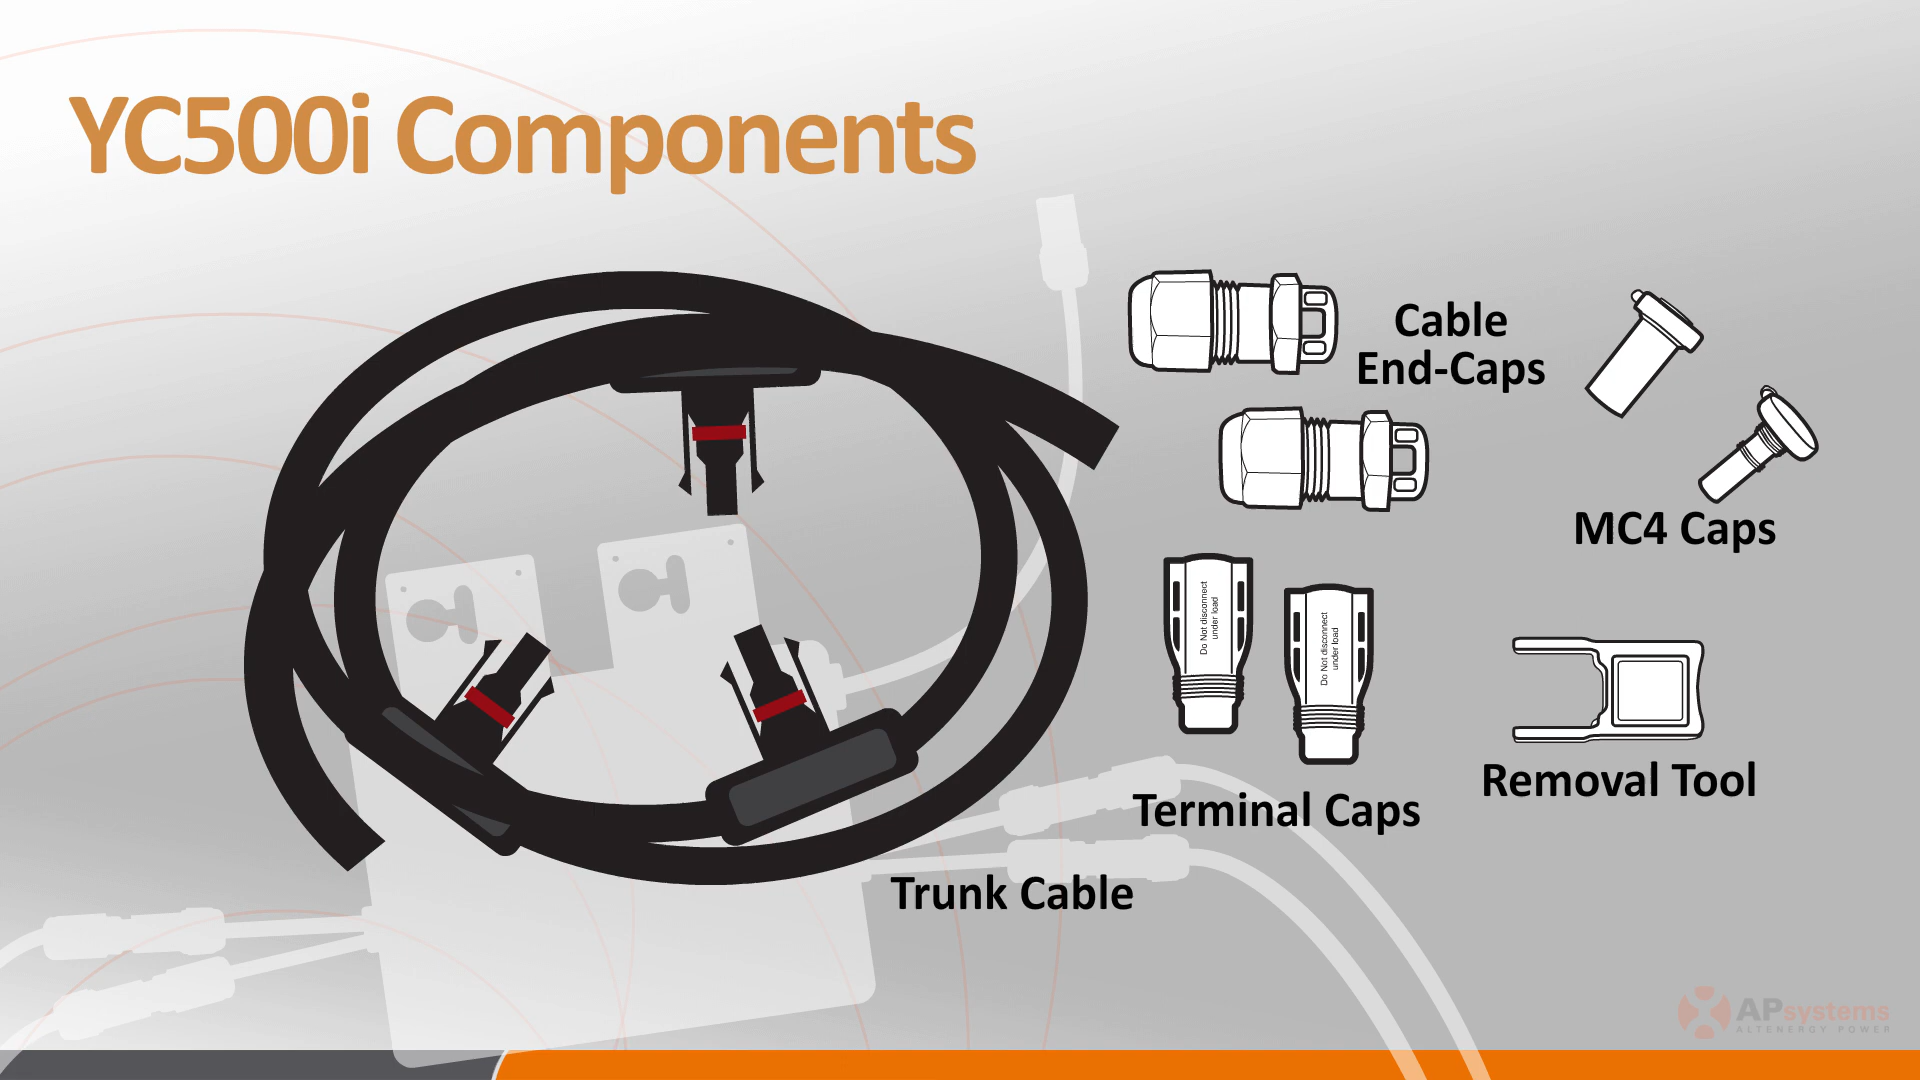 YC500i Components
Cable
End-Caps
MC4 Caps
Do Not disconnect
under load
Do Not disconnect
under load
Removal Tool
Terminal Caps
Trunk Cable
APsystems
ALTENERGY POWER